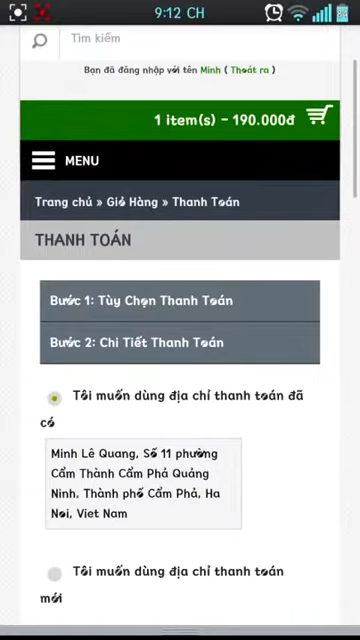 9:12 CH
Tìm kiếm
Bạn đã đăng nhập với tên Minh ( Thoát ra )
1 item(s) - 190.000đ
MENU
Trang chủ » Giỏ Hàng » Thanh Toán
THANH TOÁN
Bước 1: Tùy Chọn Thanh Toán
Bước 2: Chi Tiết Thanh Toán
Tôi muốn dùng địa chỉ thanh toán đã
có
Minh Lê Quang, Số 11 phường
Cẩm Thành Cẩm Phả Quảng
Ninh, Thành phố Cẩm Phả, Ha
Noi, Viet Nam
Tôi muốn dùng địa chỉ thanh toán
mới